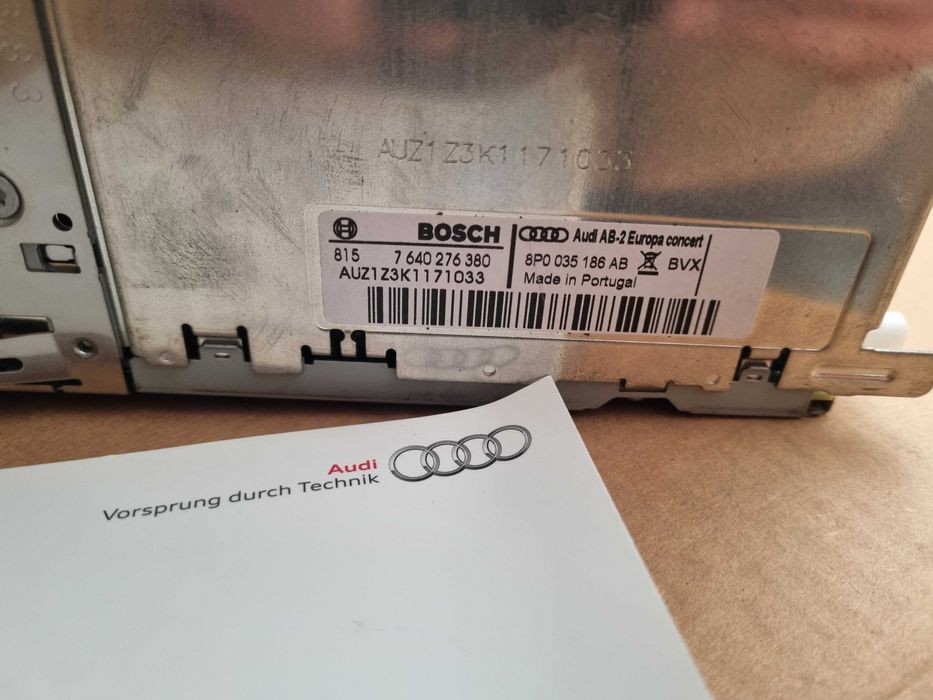 AUZ1Z3K1171033
BOSCH
815 7 640 276 380
AUZ1Z3K1171033
Audi AB-2 Europa concert
8P0 035 186 AB BVX
Made in Portugal
Audi
Vorsprung durch Technik